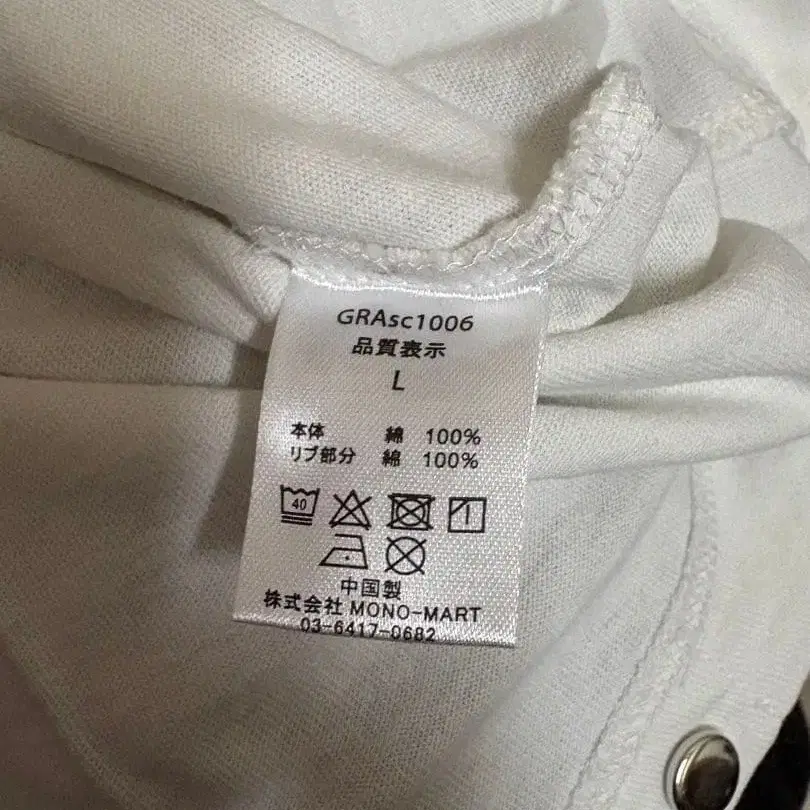 GRAsc1006
品質表示
L
本体 綿 100%
リブ部分 綿 100%
40
中国製
株式会社 MONO-MART
03-6417-0682